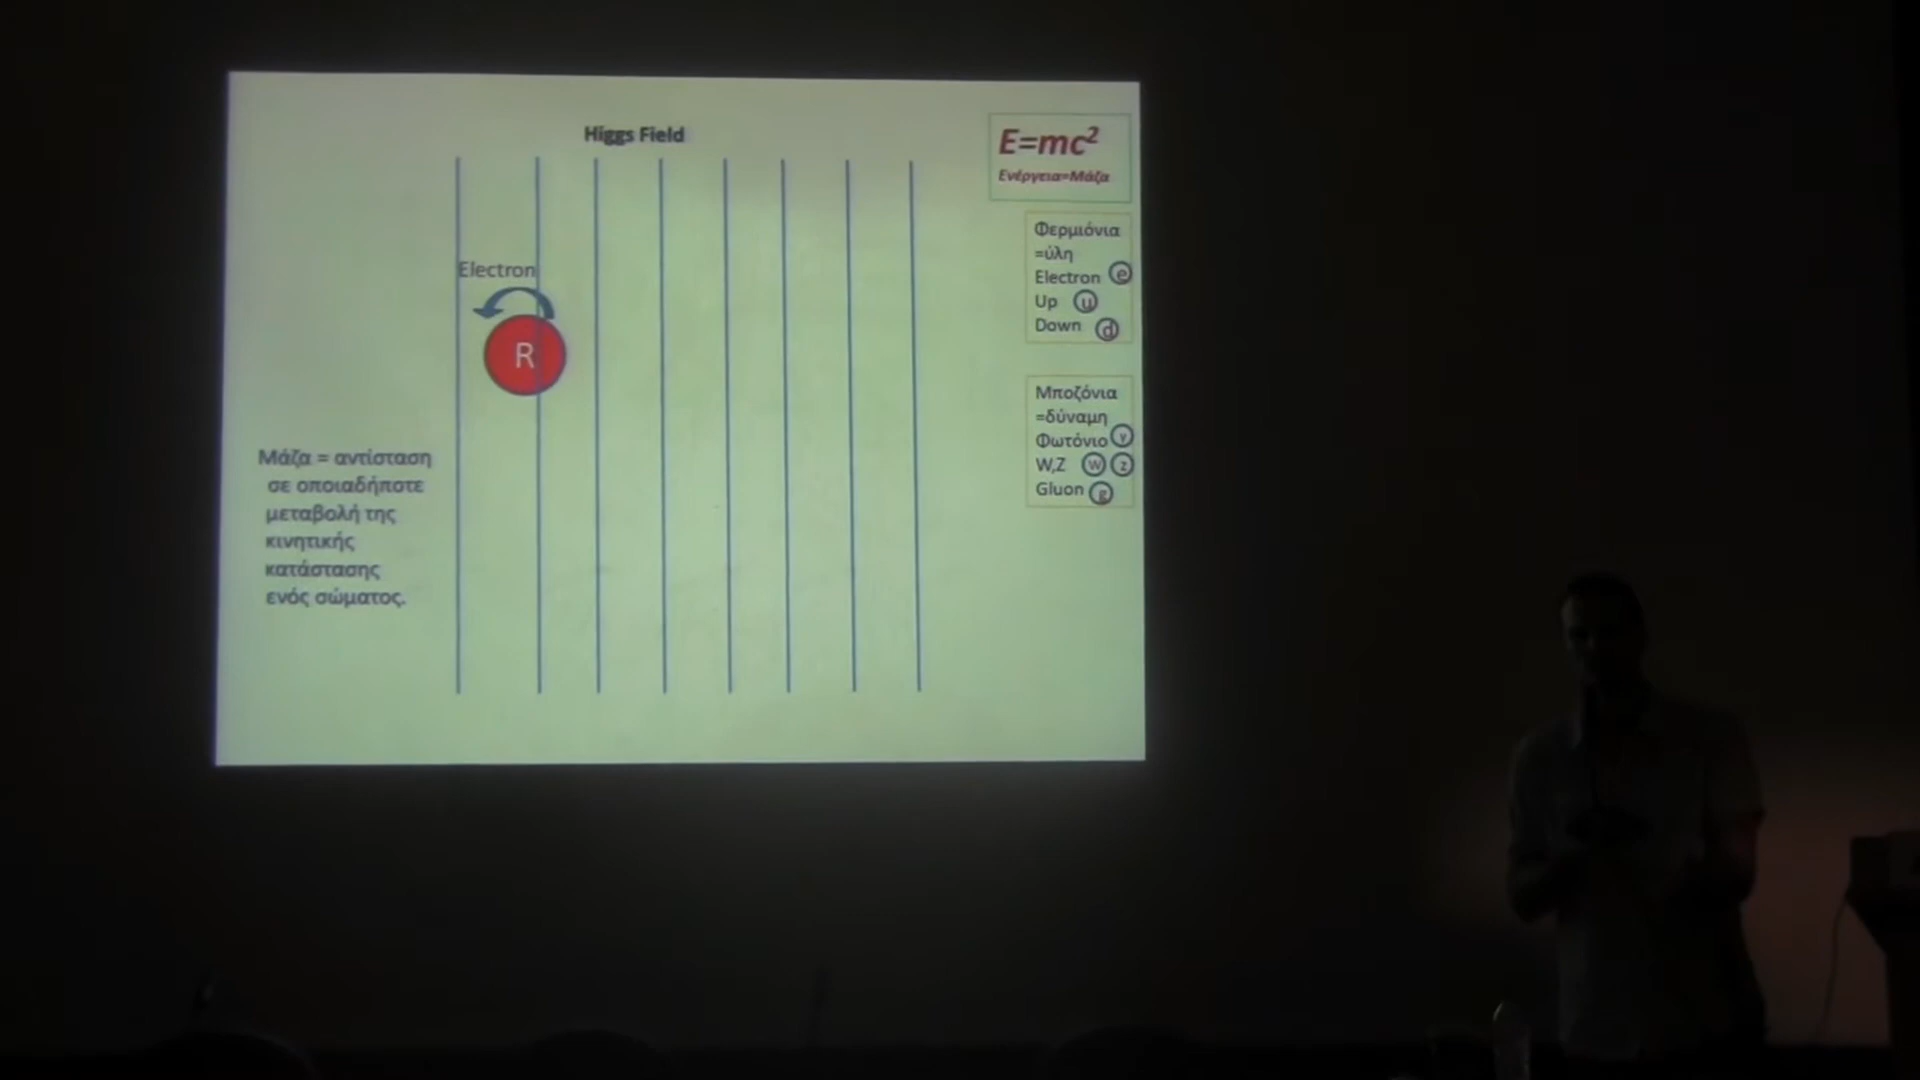 Higgs Field
E=mc²
Ενέργεια=Μάζα
Φερμιόνια
=ύλη
Electron e
Up u
Down d
Electron
R
Μποζόνια
=δύναμη
Φωτόνιο γ
W,Z W Z
Gluon g
Μάζα = αντίσταση
σε οποιαδήποτε
μεταβολή της
κινητικής
κατάστασης
ενός σώματος.